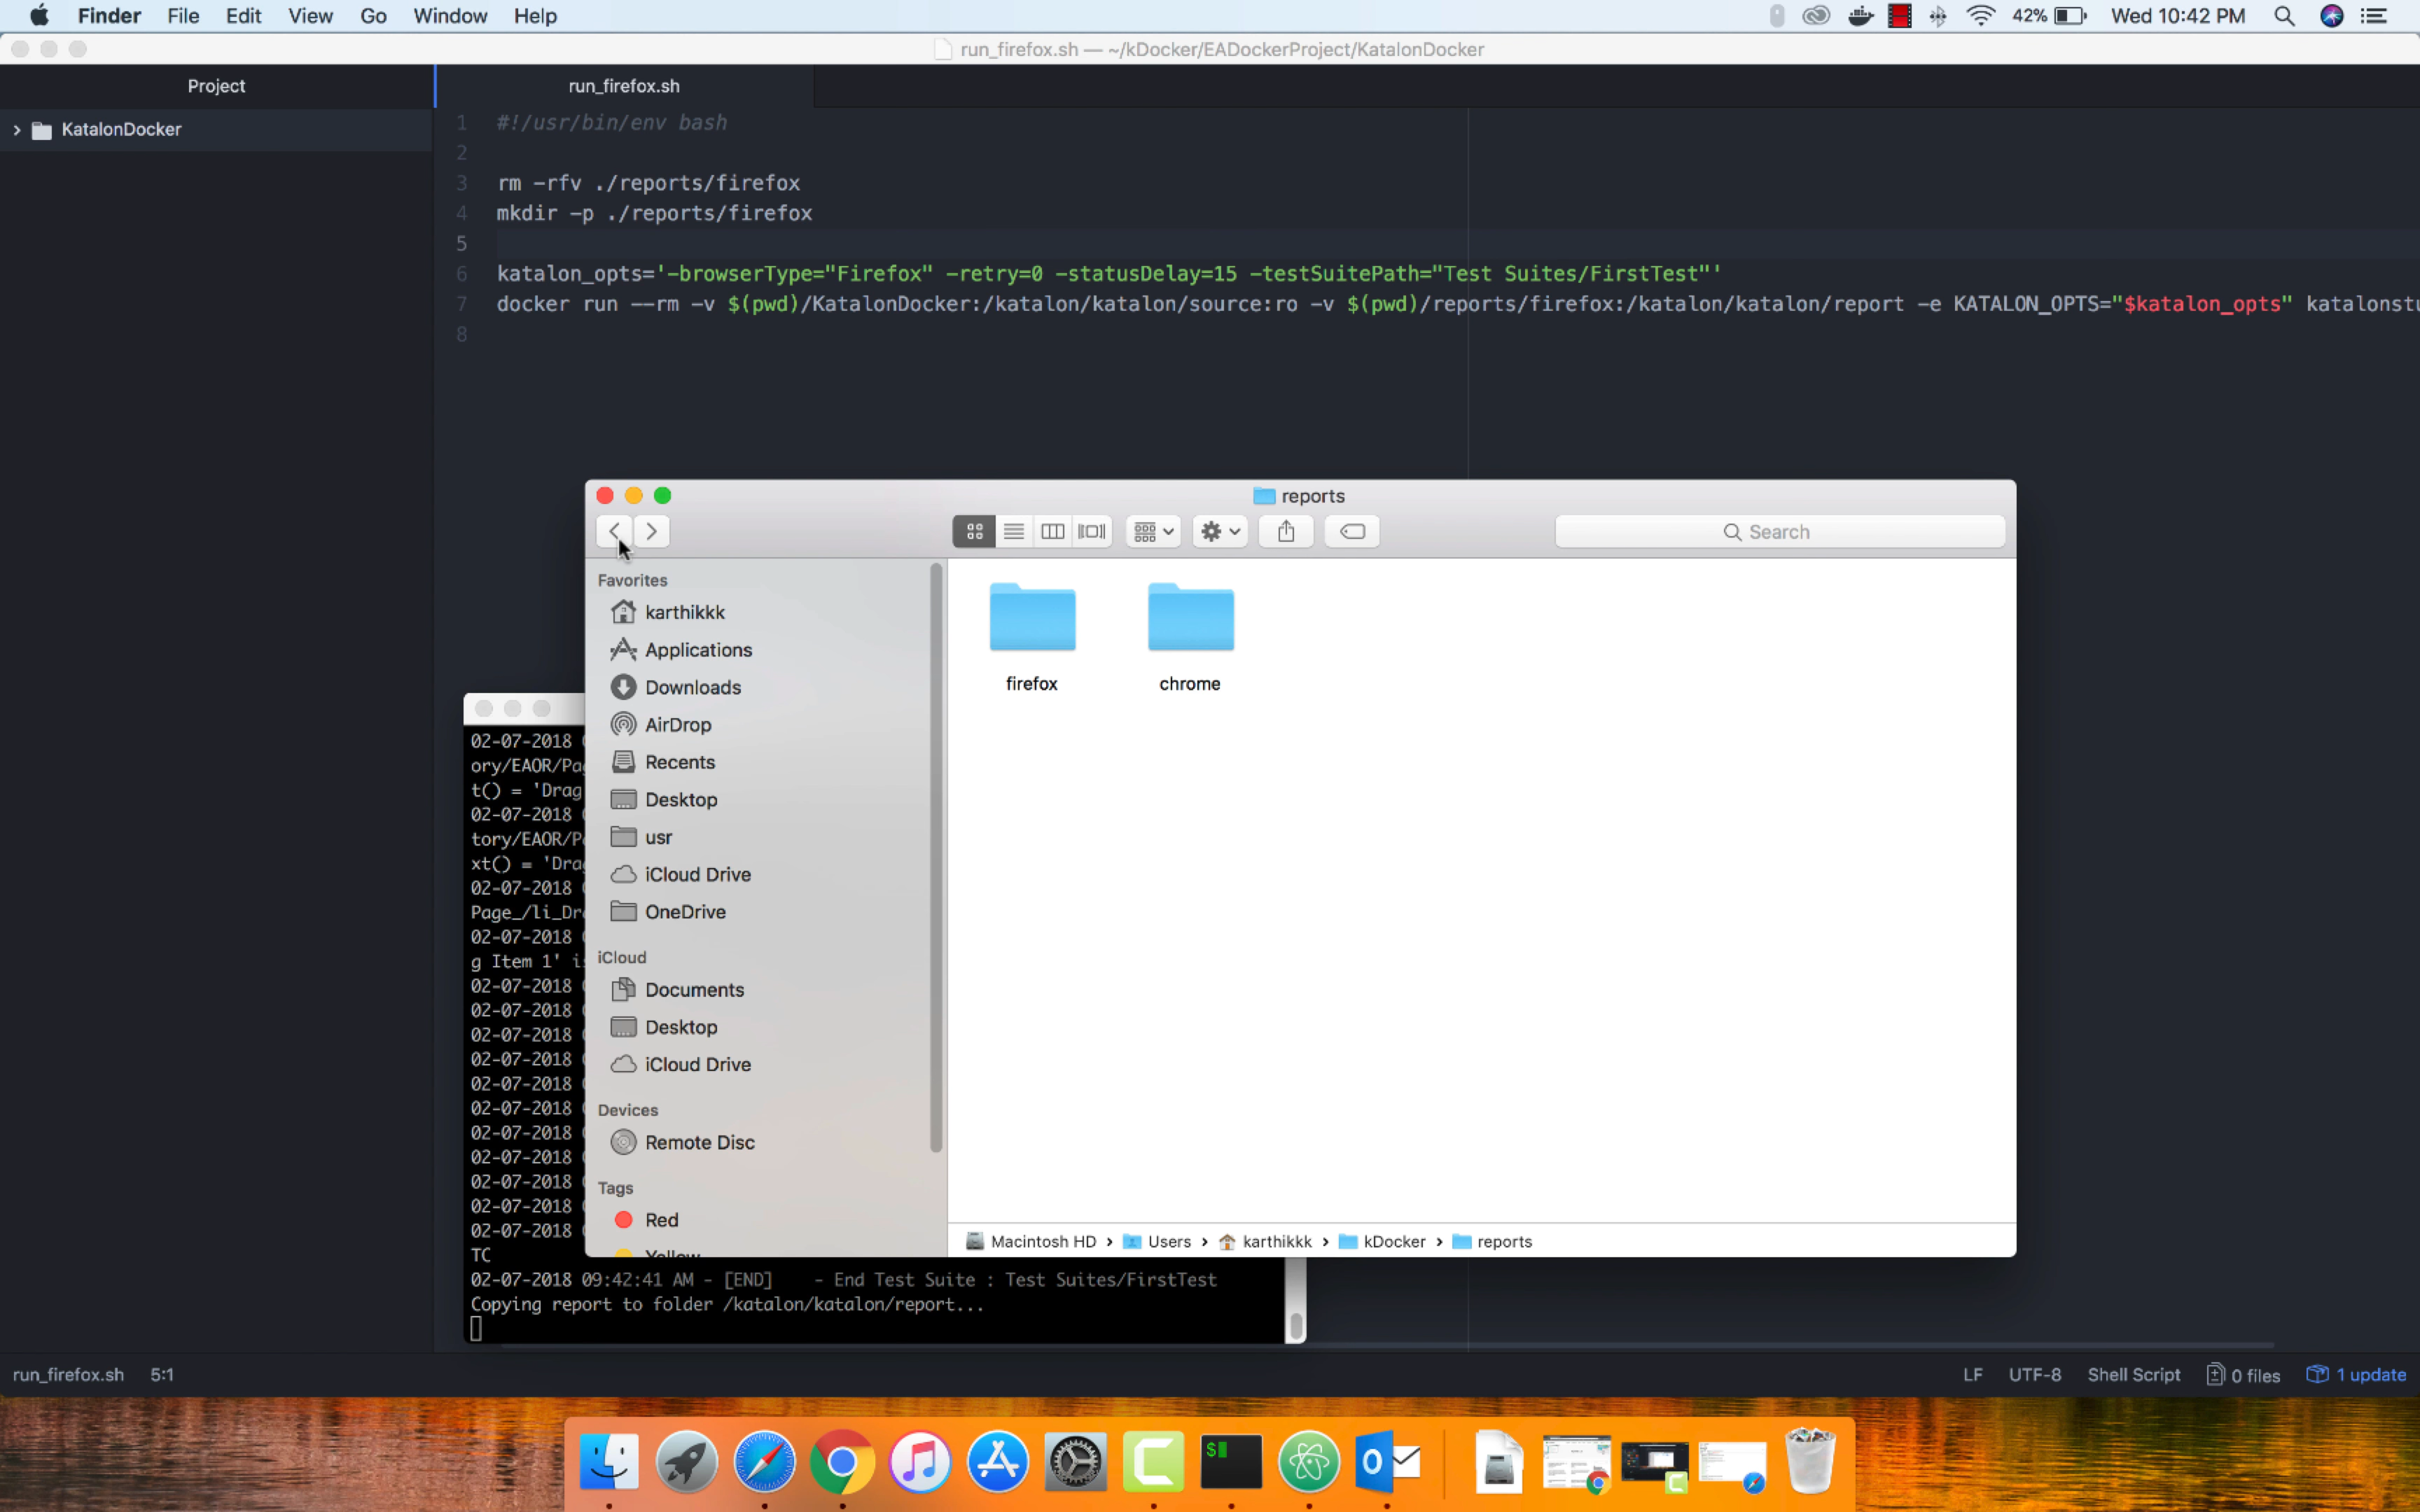 Finder File Edit View Go Window Help 42% Wed 10:42 PM
run_firefox.sh — ~/kDocker/EADockerProject/KatalonDocker
Project
run_firefox.sh
KatalonDocker
1 #!/usr/bin/env bash
2
3 rm -rfv ./reports/firefox
4 mkdir -p ./reports/firefox
5
6 katalon_opts='-browserType="Firefox" -retry=0 -statusDelay=15 -testSuitePath="Test Suites/FirstTest"'
7 docker run --rm -v $(pwd)/KatalonDocker:/katalon/katalon/source:ro -v $(pwd)/reports/firefox:/katalon/katalon/report -e KATALON_OPTS="$katalon_opts" katalonstu
8
reports
Search
Favorites
karthikkk
Applications
Downloads
AirDrop
Recents
Desktop
usr
iCloud Drive
OneDrive
iCloud
Documents
Desktop
iCloud Drive
Devices
Remote Disc
Tags
Red
Yellow
firefox
chrome
Macintosh HD › Users › karthikkk › kDocker › reports
02-07-2018
ory/EAOR/Pa
t() = 'Drag
02-07-2018
tory/EAOR/P
xt() = 'Dra
02-07-2018
Page_/li_Dr
02-07-2018
g Item 1' i
02-07-2018
02-07-2018
02-07-2018
02-07-2018
02-07-2018
02-07-2018
02-07-2018
02-07-2018
02-07-2018
02-07-2018
02-07-2018
TC
02-07-2018 09:42:41 AM - [END] - End Test Suite : Test Suites/FirstTest
Copying report to folder /katalon/katalon/report...
run_firefox.sh 5:1
LF UTF-8 Shell Script 0 files 1 update